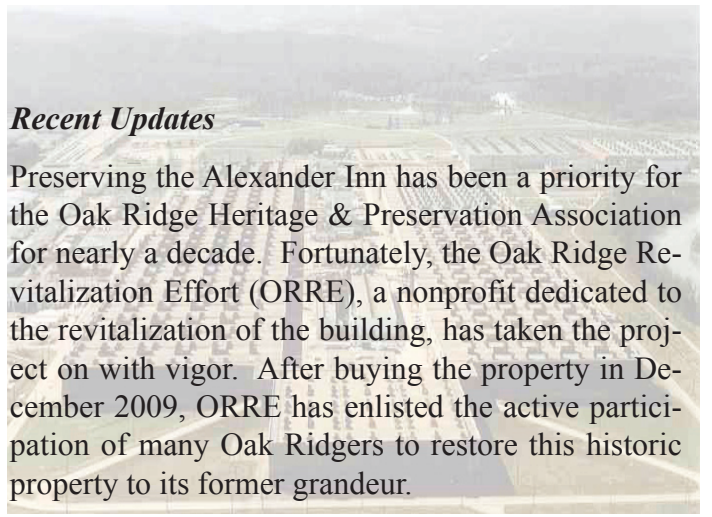 Recent Updates
Preserving the Alexander Inn has been a priority for
the Oak Ridge Heritage & Preservation Association
for nearly a decade.  Fortunately, the Oak Ridge Re-
vitalization Effort (ORRE), a nonprofit dedicated to
the revitalization of the building, has taken the proj-
ect on with vigor.  After buying the property in De-
cember 2009, ORRE has enlisted the active partici-
pation of many Oak Ridgers to restore this historic
property to its former grandeur.